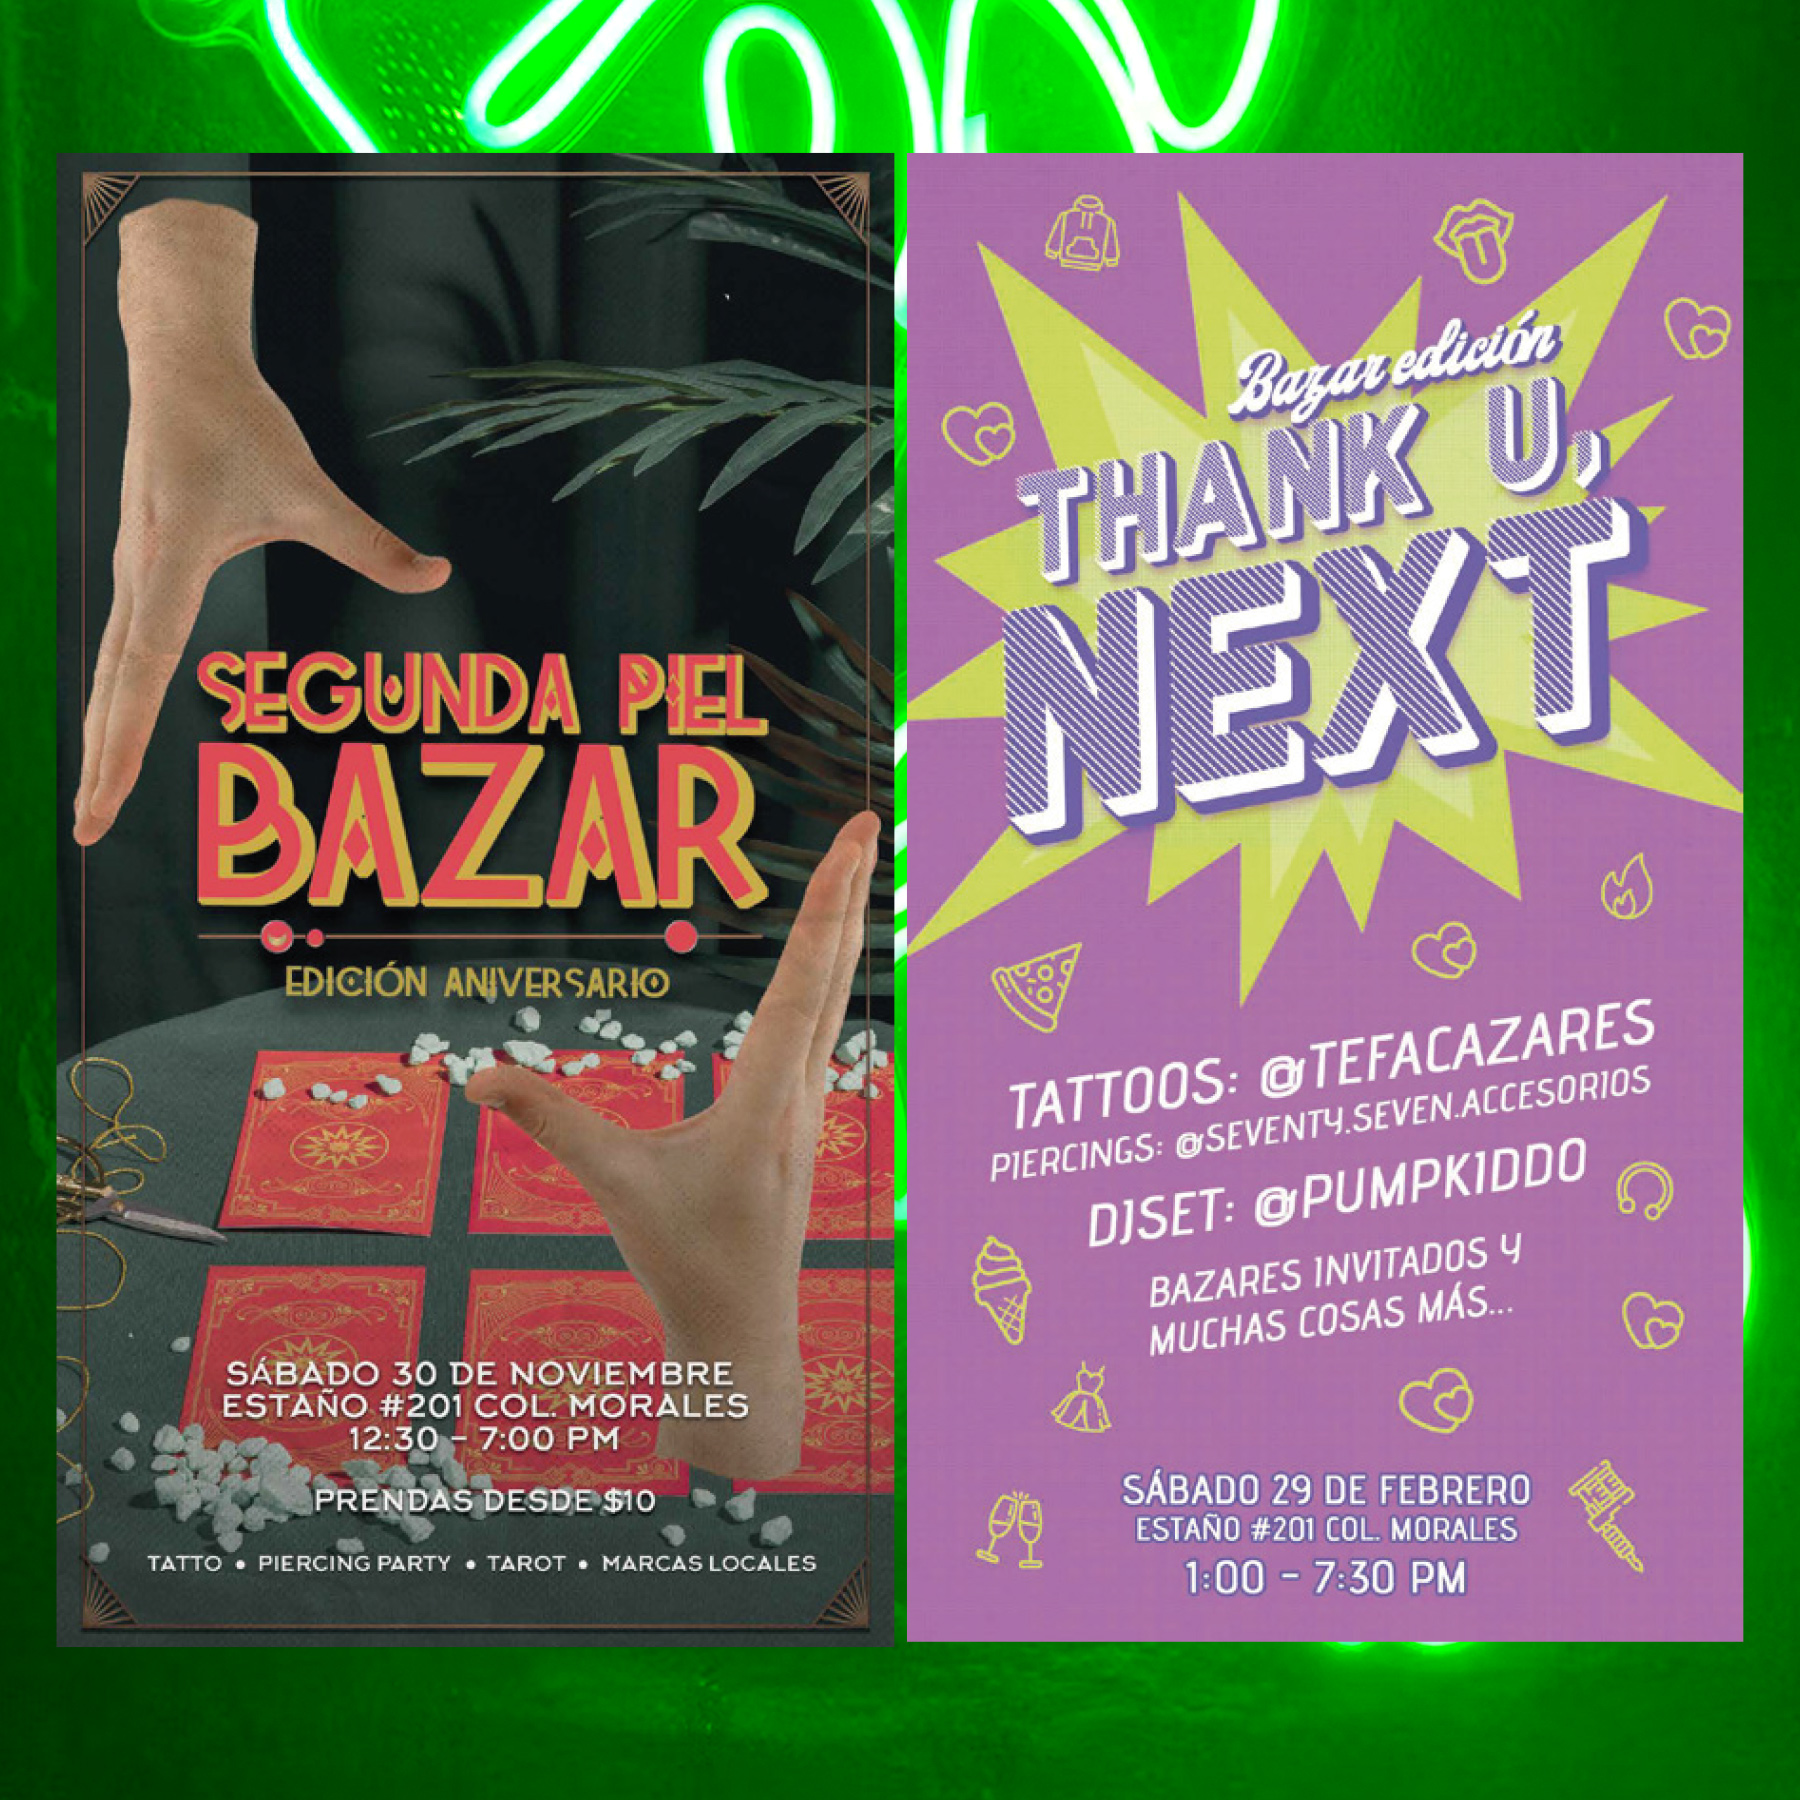 SEGUNDA PIEL
BAZAR
EDICIÓN ANIVERSARIO
SÁBADO 30 DE NOVIEMBRE
ESTAÑO #201 COL. MORALES
12:30 - 7:00 PM
PRENDAS DESDE $10
TATTO • PIERCING PARTY • TAROT • MARCAS LOCALES
Bazar edición
THANK U,
NEXT
TATTOOS: @TEFACAZARES
PIERCINGS: @SEVENTY.SEVEN.ACCESORIOS
DJSET: @PUMPKIDDO
BAZARES INVITADOS Y
MUCHAS COSAS MÁS...
SÁBADO 29 DE FEBRERO
ESTAÑO #201 COL. MORALES
1:00 - 7:30 PM